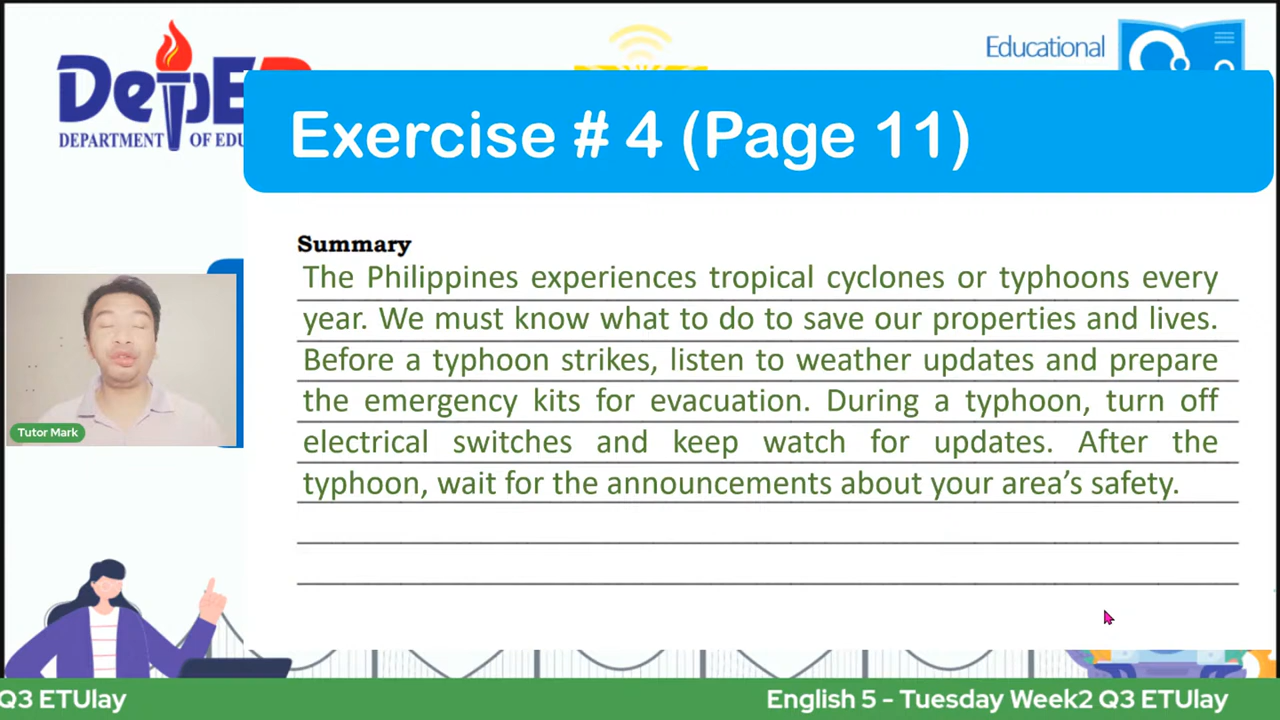 Educational
DepE
DEPARTMENT OF EDU
Exercise # 4 (Page 11)
Summary
The Philippines experiences tropical cyclones or typhoons every
year. We must know what to do to save our properties and lives.
Before a typhoon strikes, listen to weather updates and prepare
the emergency kits for evacuation. During a typhoon, turn off
electrical switches and keep watch for updates. After the
typhoon, wait for the announcements about your area’s safety.
Tutor Mark
Q3 ETUlay
English 5 - Tuesday Week2 Q3 ETUlay